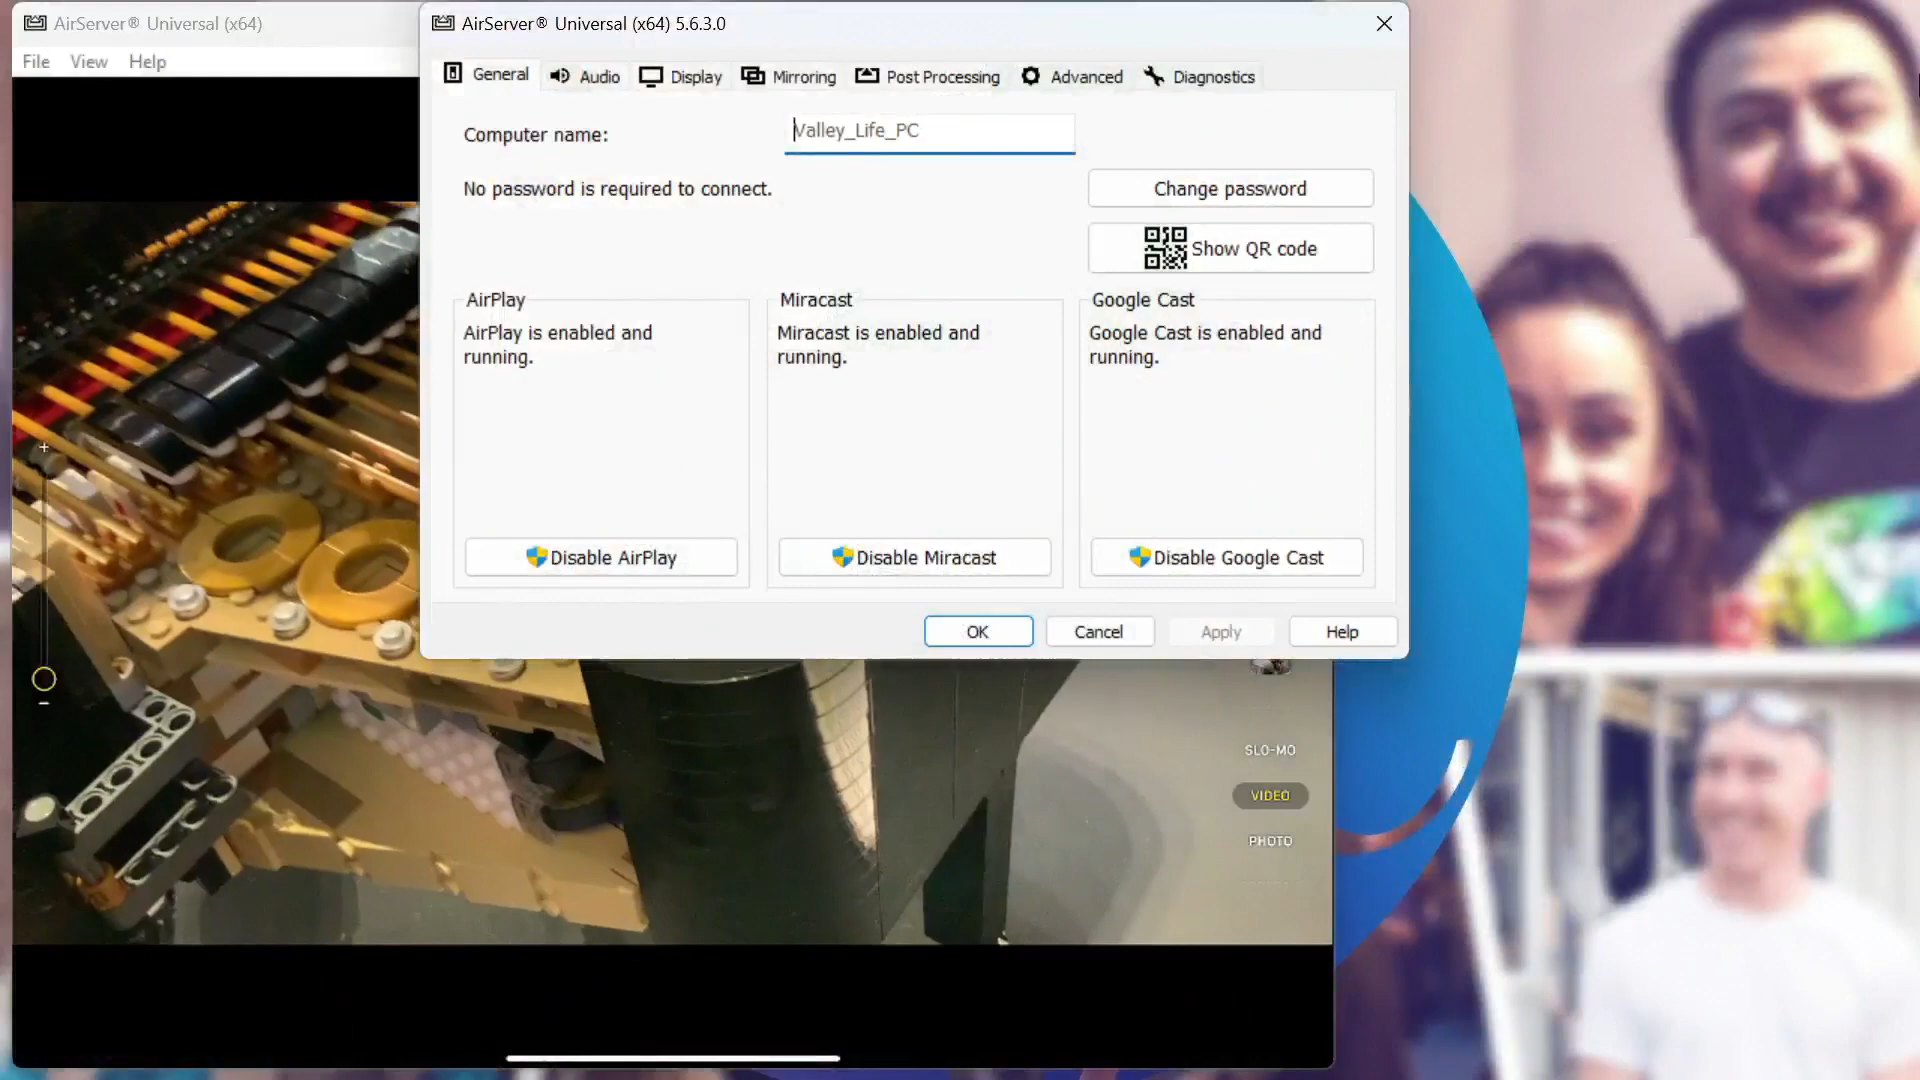 AirServer® Universal (x64)
File View Help
AirServer® Universal (x64) 5.6.3.0
General Audio Display Mirroring Post Processing Advanced Diagnostics
Computer name: Valley_Life_PC
No password is required to connect.
Change password
Show QR code
AirPlay
AirPlay is enabled and
running.
Disable AirPlay
Miracast
Miracast is enabled and
running.
Disable Miracast
Google Cast
Google Cast is enabled and
running.
Disable Google Cast
OK Cancel Apply Help
SLO-MO
VIDEO
PHOTO